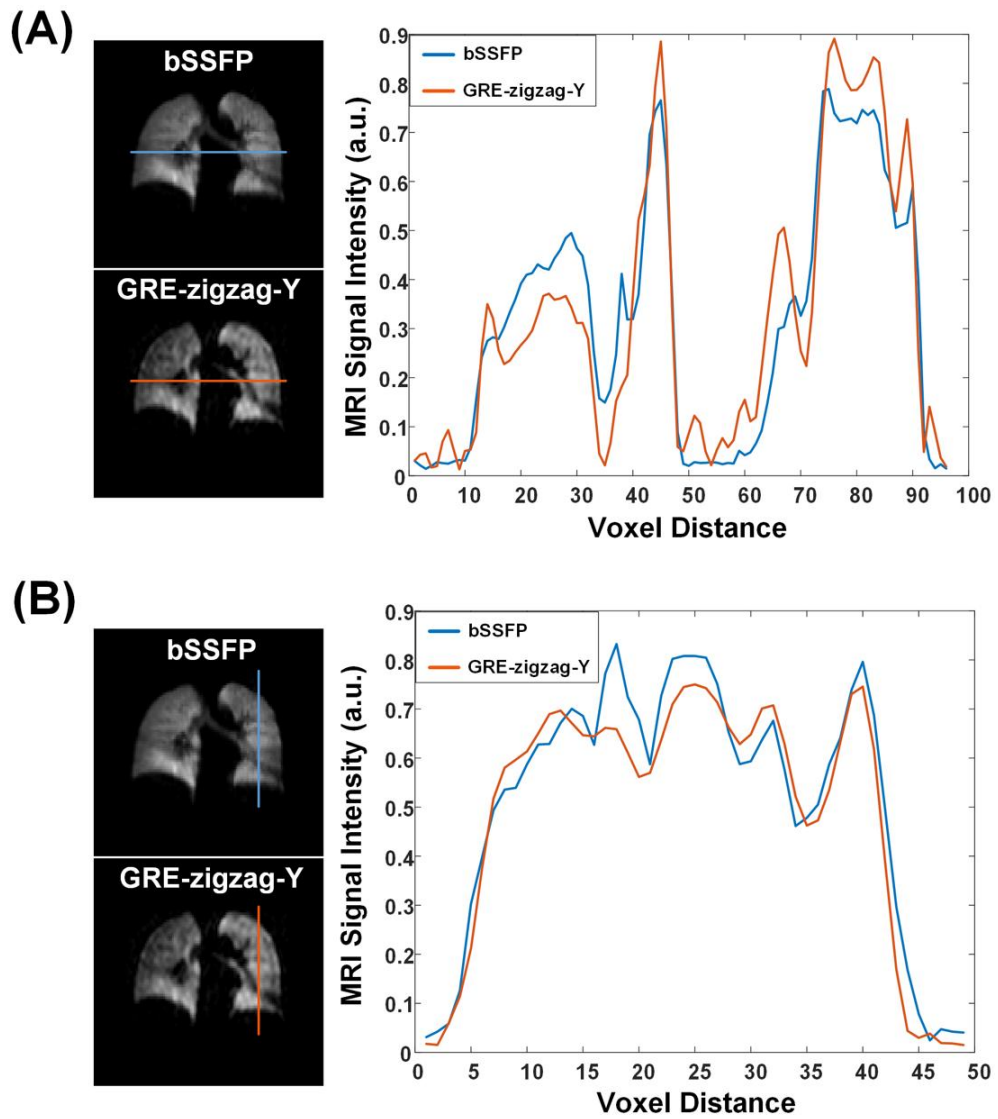 (A)
bSSFP
GRE-zigzag-Y
MRI Signal Intensity (a.u.)
0.9
0.8
0.7
0.6
0.5
0.4
0.3
0.2
0.1
0
bSSFP
GRE-zigzag-Y
0 10 20 30 40 50 60 70 80 90 100
Voxel Distance
(B)
bSSFP
GRE-zigzag-Y
MRI Signal Intensity (a.u.)
0.9
0.8
0.7
0.6
0.5
0.4
0.3
0.2
0.1
0
bSSFP
GRE-zigzag-Y
0 5 10 15 21 25 30 35 40 45 50
Voxel Distance